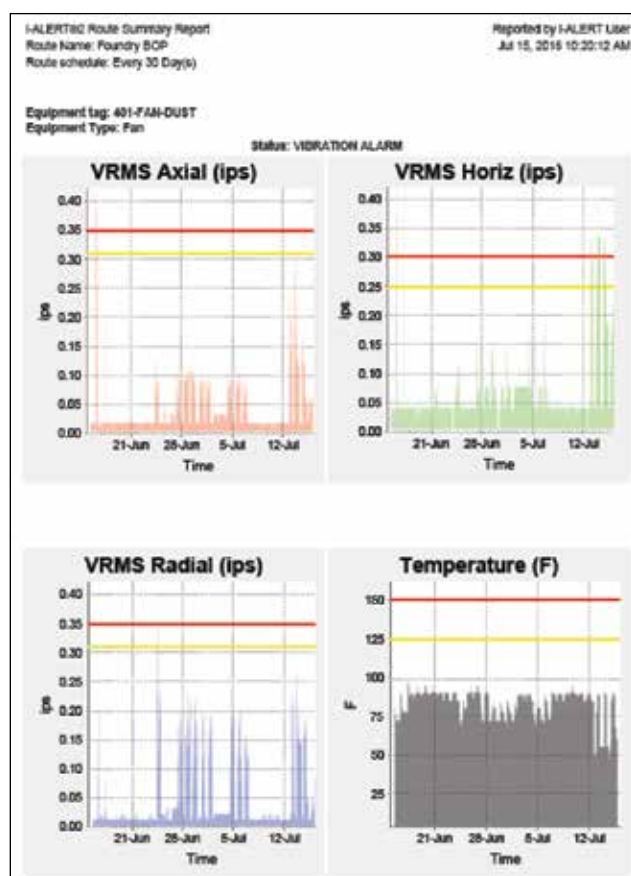 i-ALERT®2 Route Summary Report
Reported by i-ALERT User
Route Name: Foundry BOP
Jul 15, 2016 10:20:12 AM
Route schedule: Every 30 Day(s)
Equipment tag: 401-FAN-DUST
Equipment Type: Fan
Status: VIBRATION ALARM
VRMS Axial (ips)
0.40
0.35
0.30
0.25
0.20
0.15
0.10
0.05
0.00
ips
21-Jun 28-Jun 5-Jul 12-Jul
Time
VRMS Horiz (ips)
0.40
0.35
0.30
0.25
0.20
0.15
0.10
0.05
0.00
ips
21-Jun 28-Jun 5-Jul 12-Jul
Time
VRMS Radial (ips)
0.40
0.35
0.30
0.25
0.20
0.15
0.10
0.05
0.00
ips
21-Jun 28-Jun 5-Jul 12-Jul
Time
Temperature (F)
150
125
100
75
50
25
F
21-Jun 28-Jun 5-Jul 12-Jul
Time